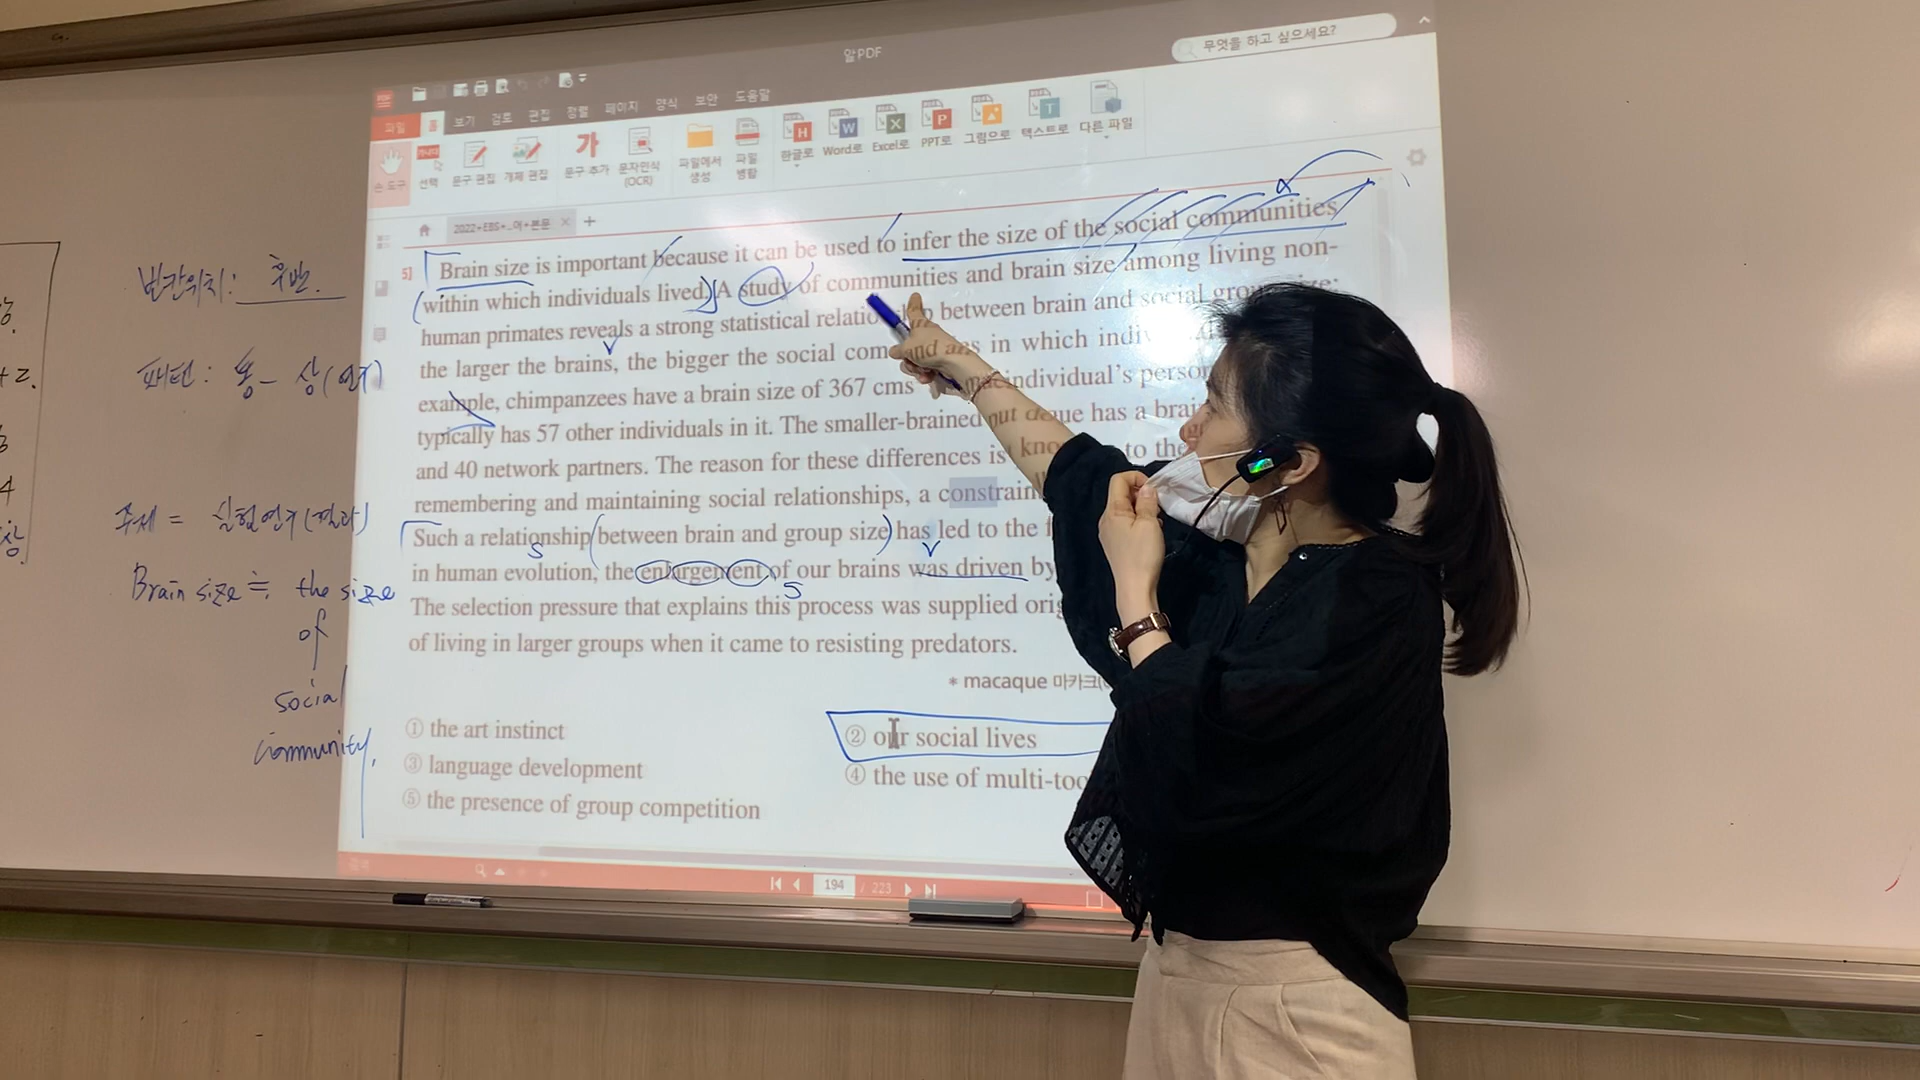 알PDF
무엇을 하고 싶으세요?
파일 홈 보기 검토 편집 정렬 페이지 양식 보안 도움말
손 도구 선택 문구 편집 개체 편집 문구 추가 문자인식 (OCR) 파일에서 생성 파일 병합 한글로 Word로 Excel로 PPT로 그림으로 텍스트로 다른 파일
2022+EBS+...어+본문
5] Brain size is important because it can be used to infer the size of the social communities
within which individuals lived. A study of communities and brain size among living non-
human primates reveals a strong statistical between brain and social
the larger the brains, the bigger the social in which
example, chimpanzees have a brain size of 367 cms individual's
typically has 57 other individuals in it. The smaller-brained has a
and 40 network partners. The reason for these differences is to the
remembering and maintaining social relationships, a
Such a relationship between brain and group size has led to the
in human evolution, the enlargement of our brains was driven by
The selection pressure that explains this process was supplied
of living in larger groups when it came to resisting predators.
* macaque 마카크
① the art instinct
② our social lives
③ language development
④ the use of
⑤ the presence of group competition
194 / 223
빈칸위치: 후반.
패턴:
주제 = 실험연구(결과)
Brain size ≒ the size
of
social
community.